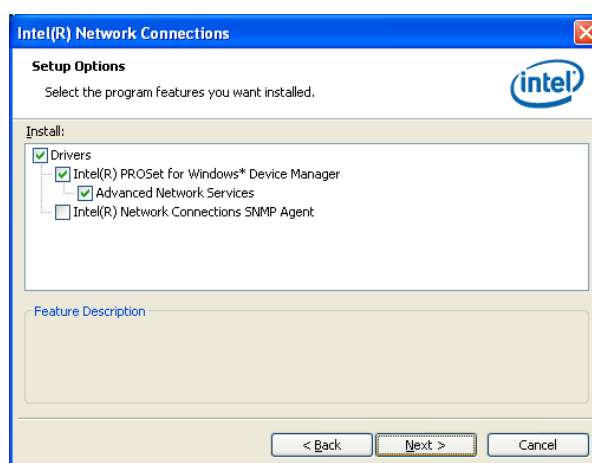 Intel(R) Network Connections
Setup Options
Select the program features you want installed.
intel
Install:
Drivers
Intel(R) PROSet for Windows* Device Manager
Advanced Network Services
Intel(R) Network Connections SNMP Agent
Feature Description
< Back
Next >
Cancel